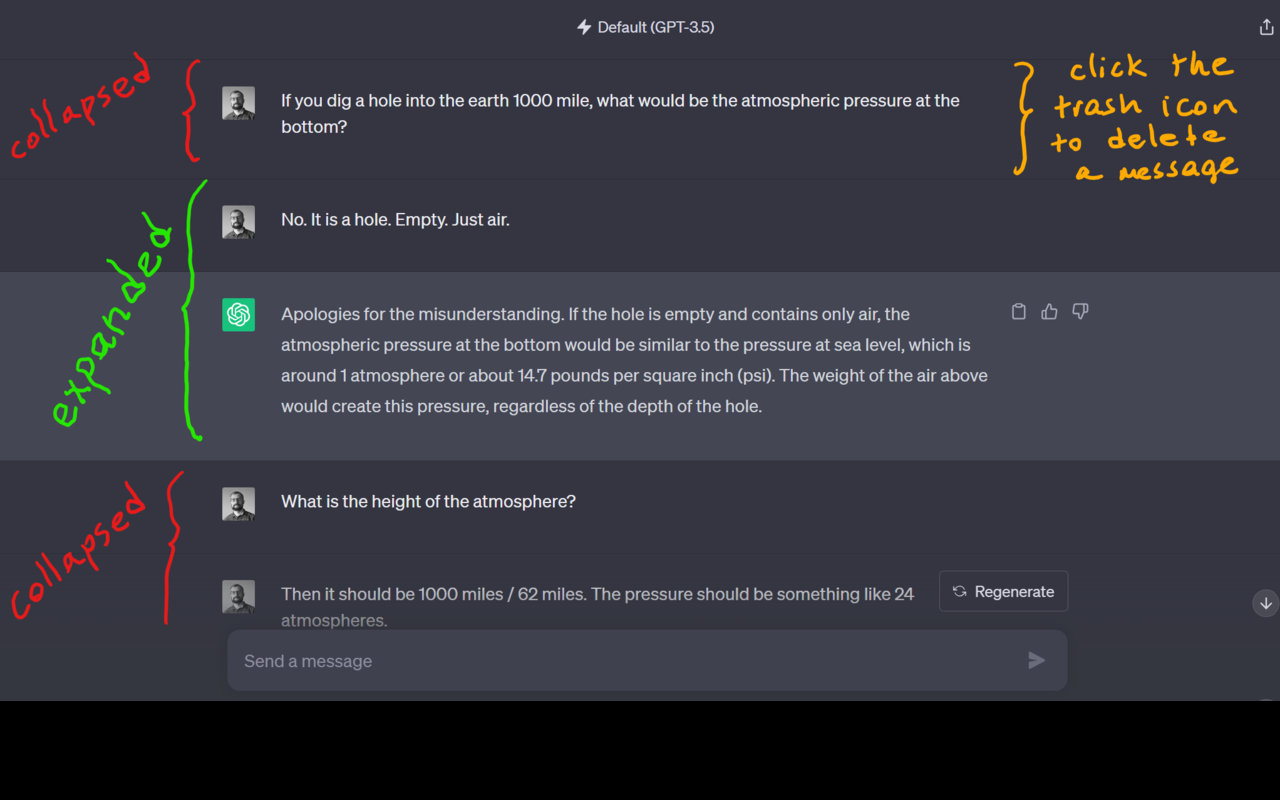 Default (GPT-3.5)
collapsed
If you dig a hole into the earth 1000 mile, what would be the atmospheric pressure at the
bottom?
click the
trash icon
to delete
a message
expanded
No. It is a hole. Empty. Just air.
Apologies for the misunderstanding. If the hole is empty and contains only air, the
atmospheric pressure at the bottom would be similar to the pressure at sea level, which is
around 1 atmosphere or about 14.7 pounds per square inch (psi). The weight of the air above
would create this pressure, regardless of the depth of the hole.
collapsed
What is the height of the atmosphere?
Then it should be 1000 miles / 62 miles. The pressure should be something like 24
atmospheres.
Regenerate
Send a message